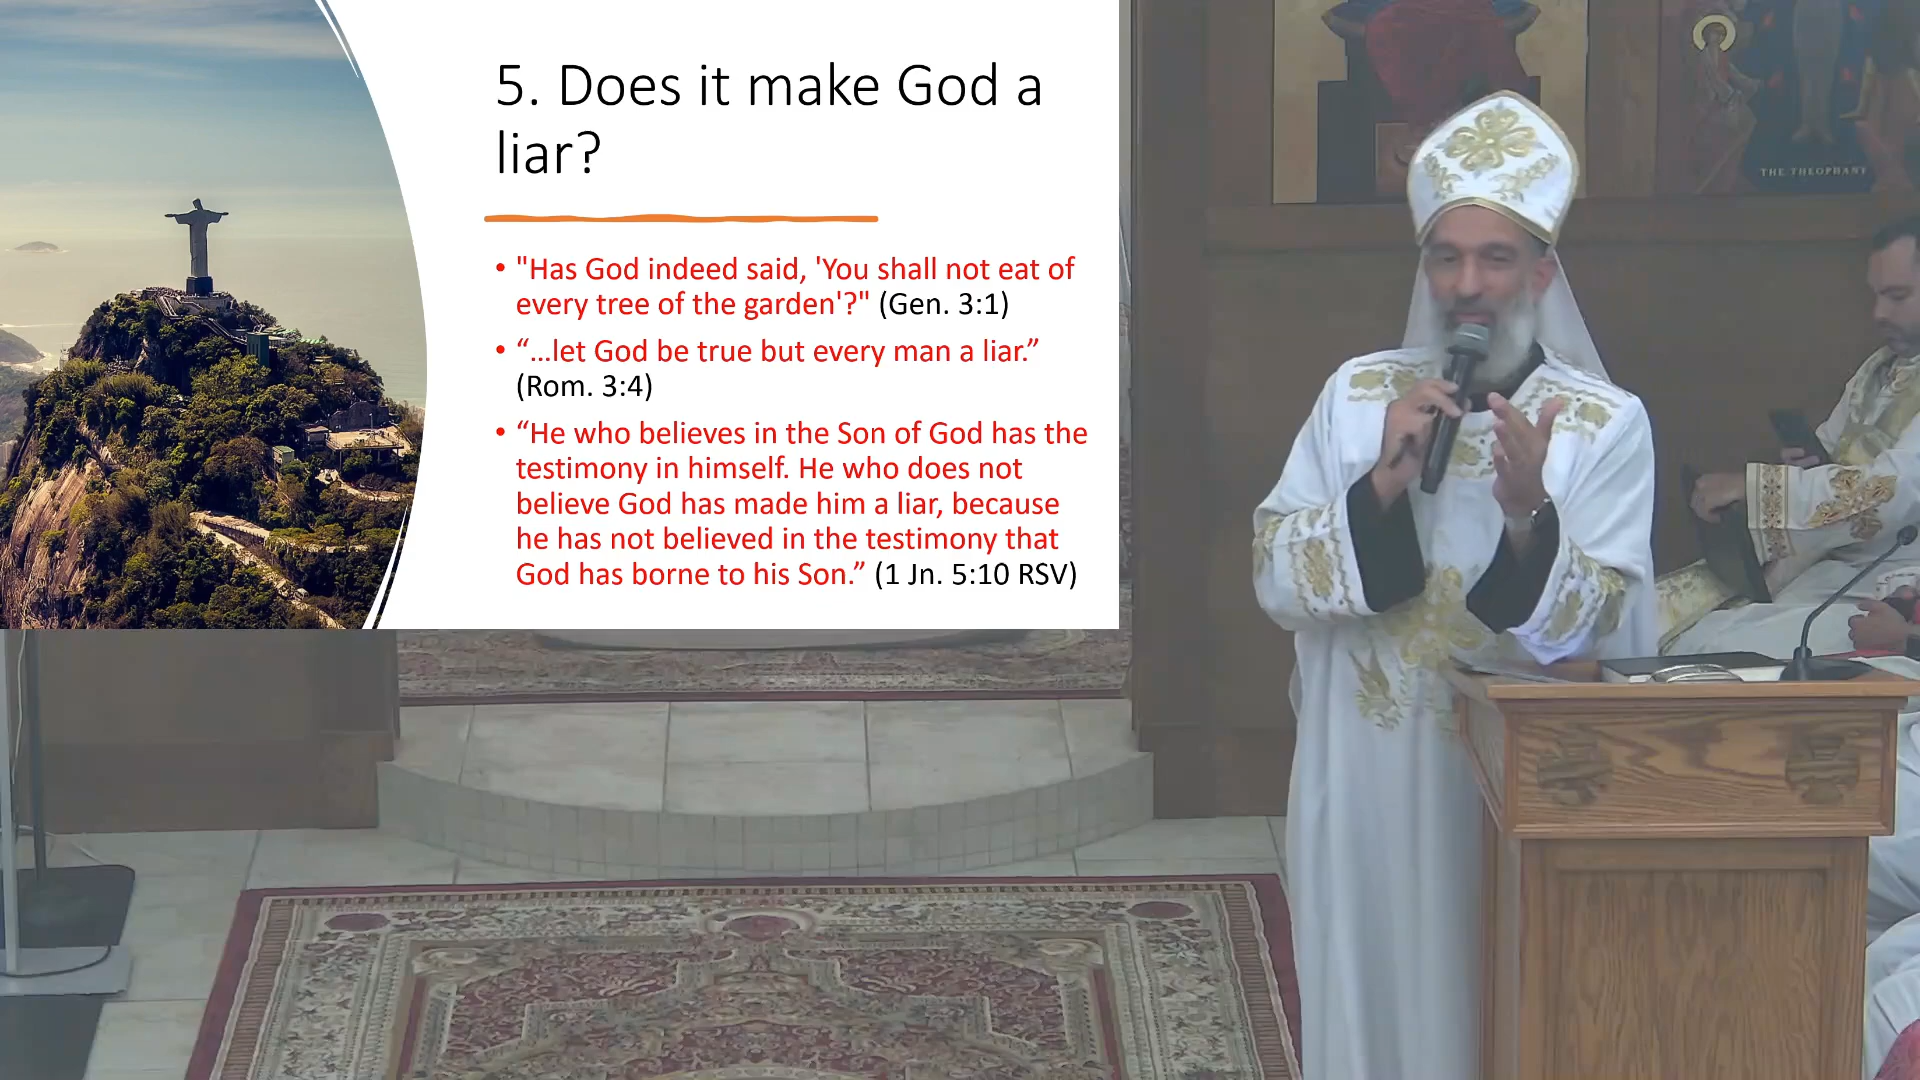 5. Does it make God a
liar?
• "Has God indeed said, 'You shall not eat of
every tree of the garden'?" (Gen. 3:1)
• “...let God be true but every man a liar.”
(Rom. 3:4)
• “He who believes in the Son of God has the
testimony in himself. He who does not
believe God has made him a liar, because
he has not believed in the testimony that
God has borne to his Son.” (1 Jn. 5:10 RSV)
THE THEOPHANY